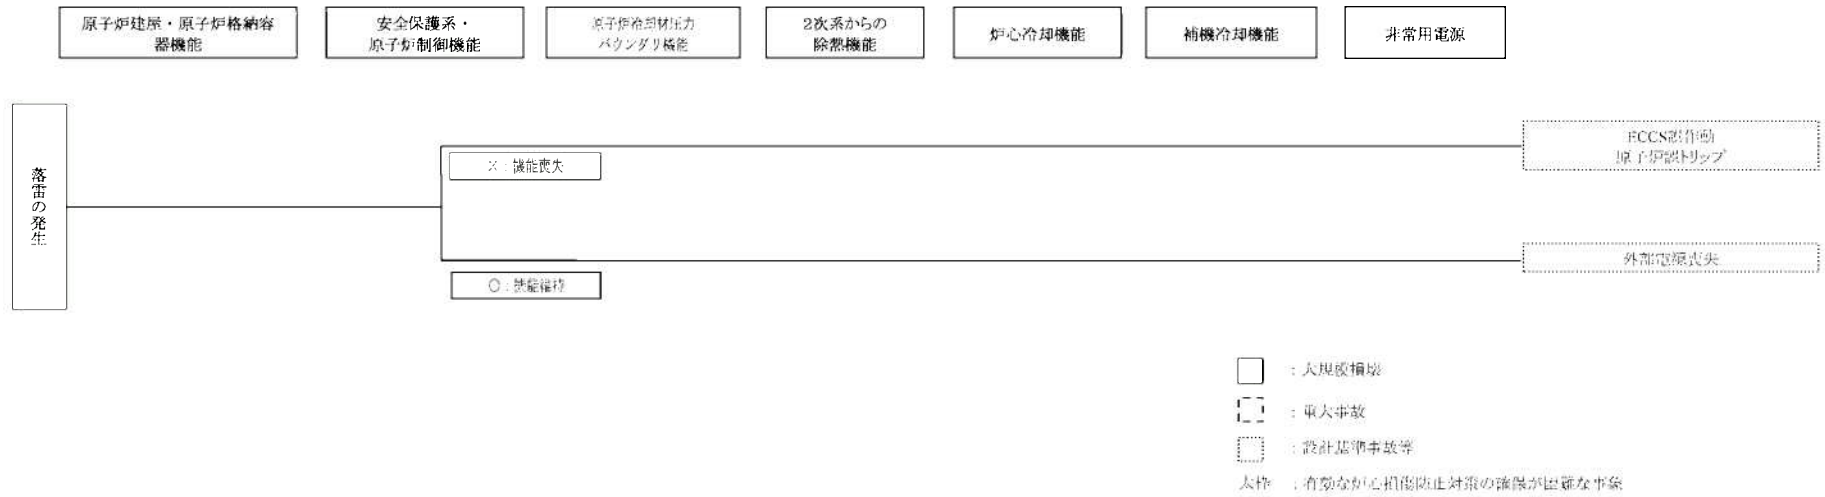 原子炉建屋・原子炉格納容
器機能
安全保護系・
原子炉制御機能
原子炉冷却材圧力
バウンダリ機能
2次系からの
除熱機能
炉心冷却機能
補機冷却機能
非常用電源
落雷の発生
×：機能喪失
ECCS誤作動
原子炉誤トリップ
○：機能維持
外部電源喪失
：大規模損壊
：重大事故
：設計基準事故等
太枠　：有効な炉心損傷防止対策の確保が困難な事象